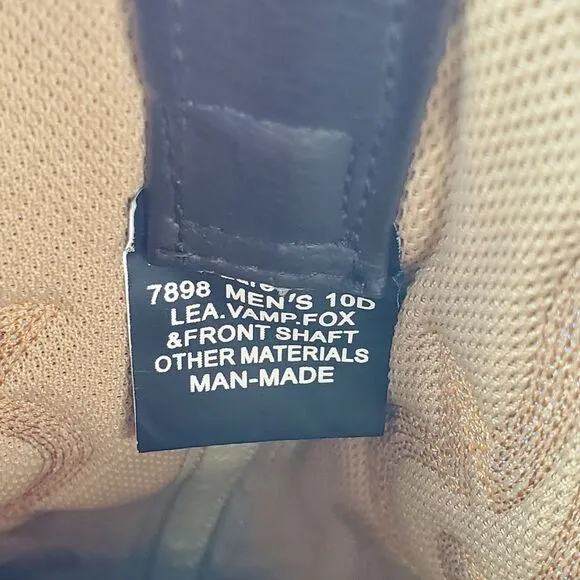 7898 MEN'S 10D
LEA.VAMP.FOX
&FRONT SHAFT
OTHER MATERIALS
MAN-MADE